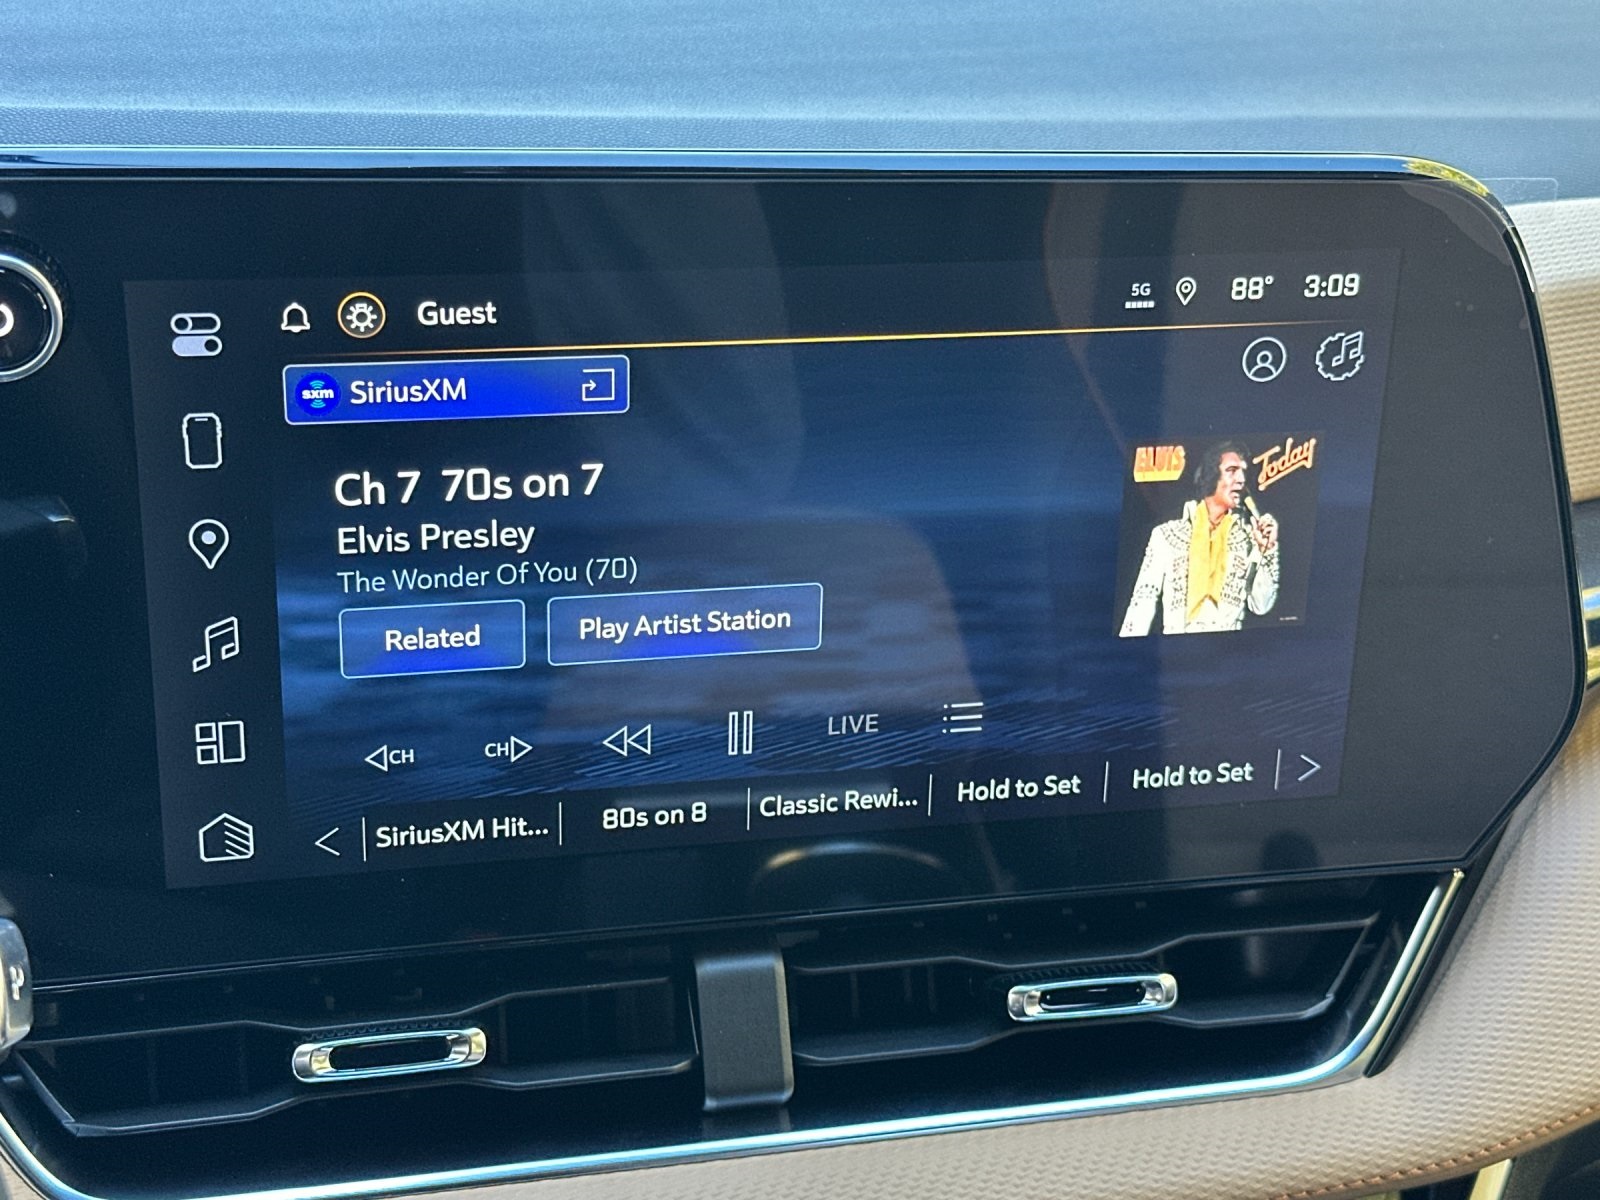 Guest
5G
88°
3:09
sxm
SiriusXM
Ch 7 70s on 7
Elvis Presley
The Wonder Of You (70)
Related
Play Artist Station
ELVIS
Today
CH
CH
LIVE
SiriusXM Hit...
80s on 8
Classic Rewi...
Hold to Set
Hold to Set